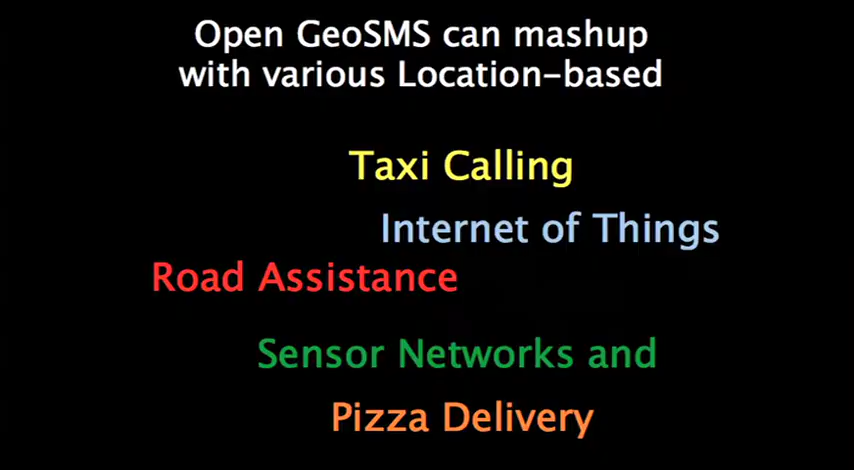 Open GeoSMS can mashup
with various Location-based
Taxi Calling
Internet of Things
Road Assistance
Sensor Networks and
Pizza Delivery